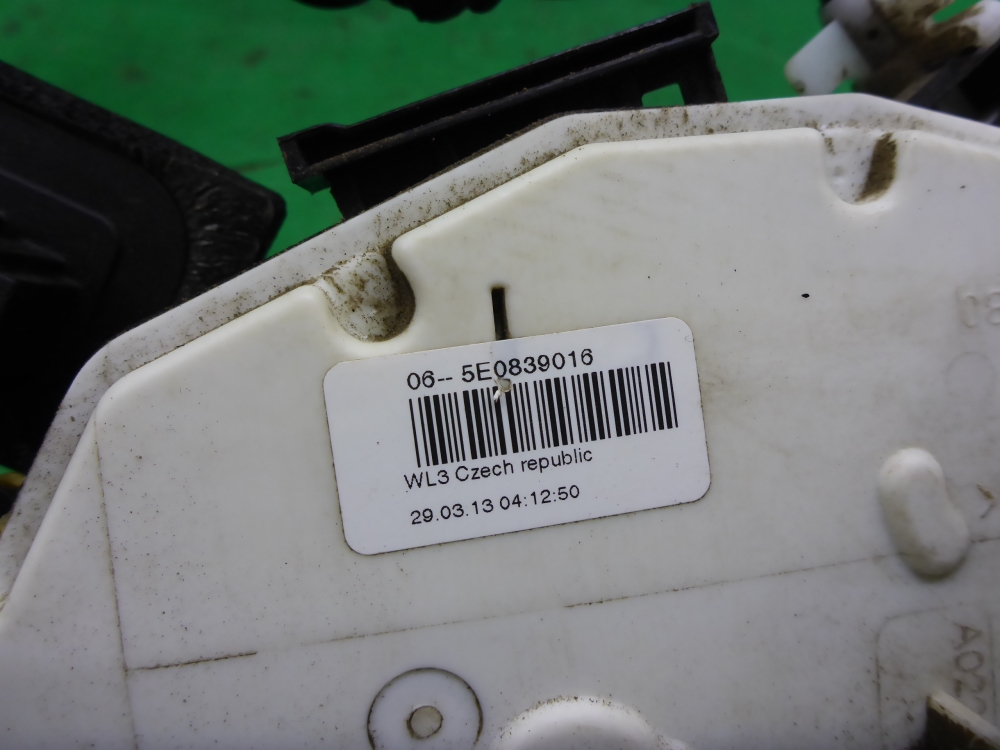 06-- 5E0839016
WL3 Czech republic
29.03.13 04:12:50